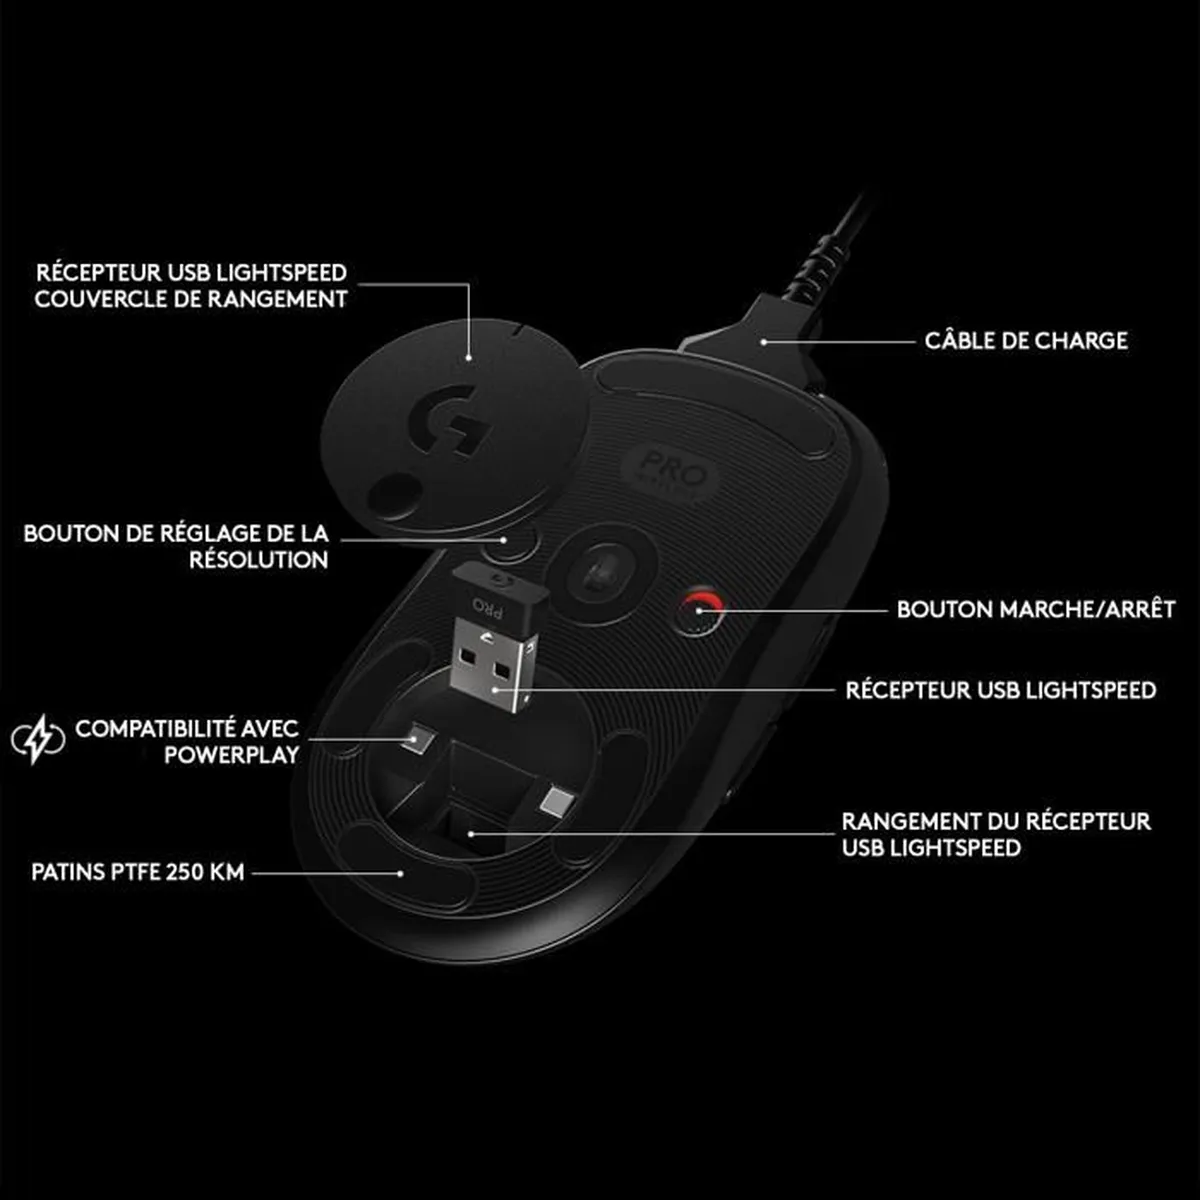 RÉCEPTEUR USB LIGHTSPEED
COUVERCLE DE RANGEMENT
CÂBLE DE CHARGE
PRO
BOUTON DE RÉGLAGE DE LA
RÉSOLUTION
PRO
BOUTON MARCHE/ARRÊT
RÉCEPTEUR USB LIGHTSPEED
COMPATIBILITÉ AVEC
POWERPLAY
RANGEMENT DU RÉCEPTEUR
USB LIGHTSPEED
PATINS PTFE 250 KM